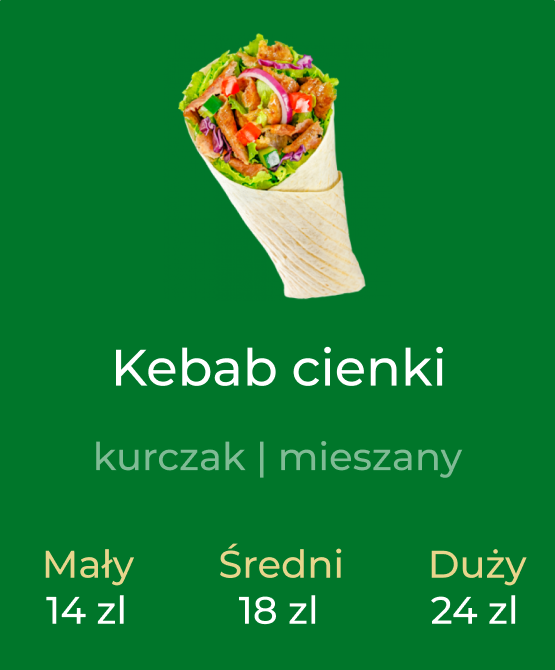 Kebab cienki
kurczak | mieszany
Mały Średni Duży
14 zl 18 zl 24 zl